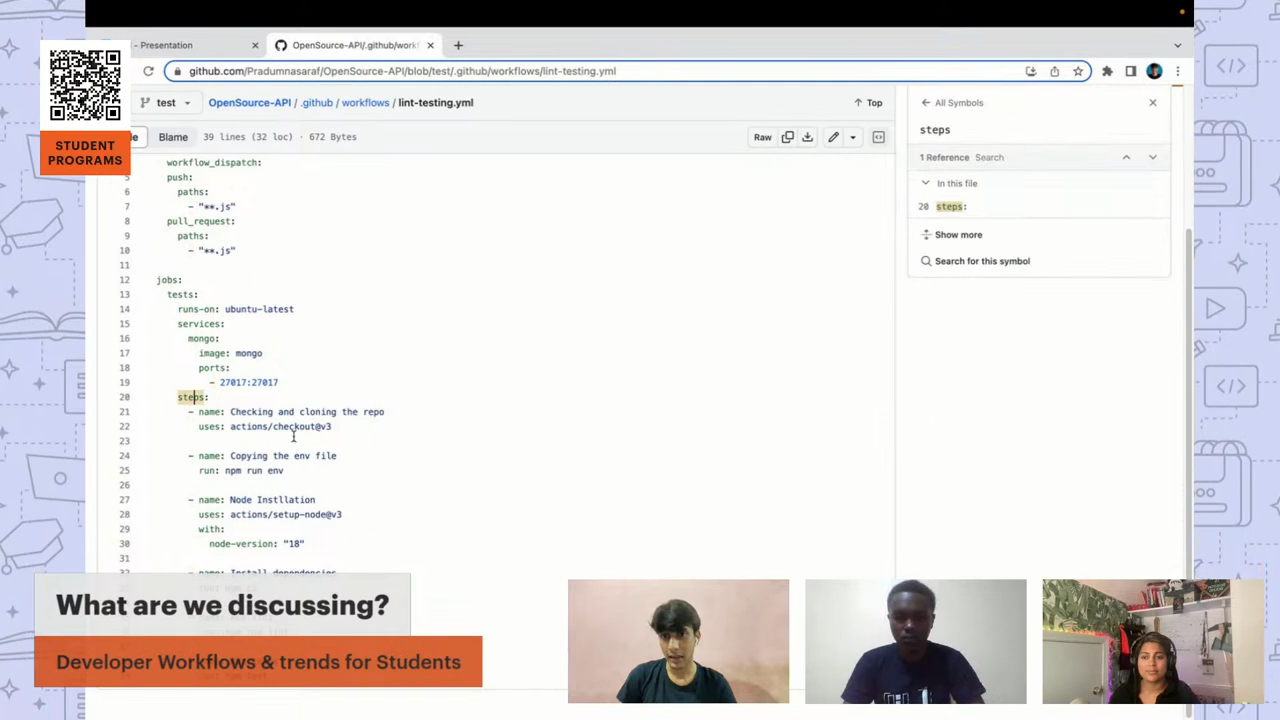 - Presentation
OpenSource-API/.github/workf
github.com/Pradumnasaraf/OpenSource-API/blob/test/.github/workflows/lint-testing.yml
STUDENT
PROGRAMS
test
OpenSource-API / .github / workflows / lint-testing.yml
Top
Blame
39 lines (32 loc) · 672 Bytes
Raw
workflow_dispatch:
5 push:
6 paths:
7 - "**.js"
8 pull_request:
9 paths:
10 - "**.js"
11
12 jobs:
13 tests:
14 runs-on: ubuntu-latest
15 services:
16 mongo:
17 image: mongo
18 ports:
19 - 27017:27017
20 steps:
21 - name: Checking and cloning the repo
22 uses: actions/checkout@v3
23
24 - name: Copying the env file
25 run: npm run env
26
27 - name: Node Instllation
28 uses: actions/setup-node@v3
29 with:
30 node-version: "18"
31
- name: Install dependencies
All Symbols
steps
1 Reference Search
In this file
20 steps:
Show more
Search for this symbol
What are we discussing?
Developer Workflows & trends for Students